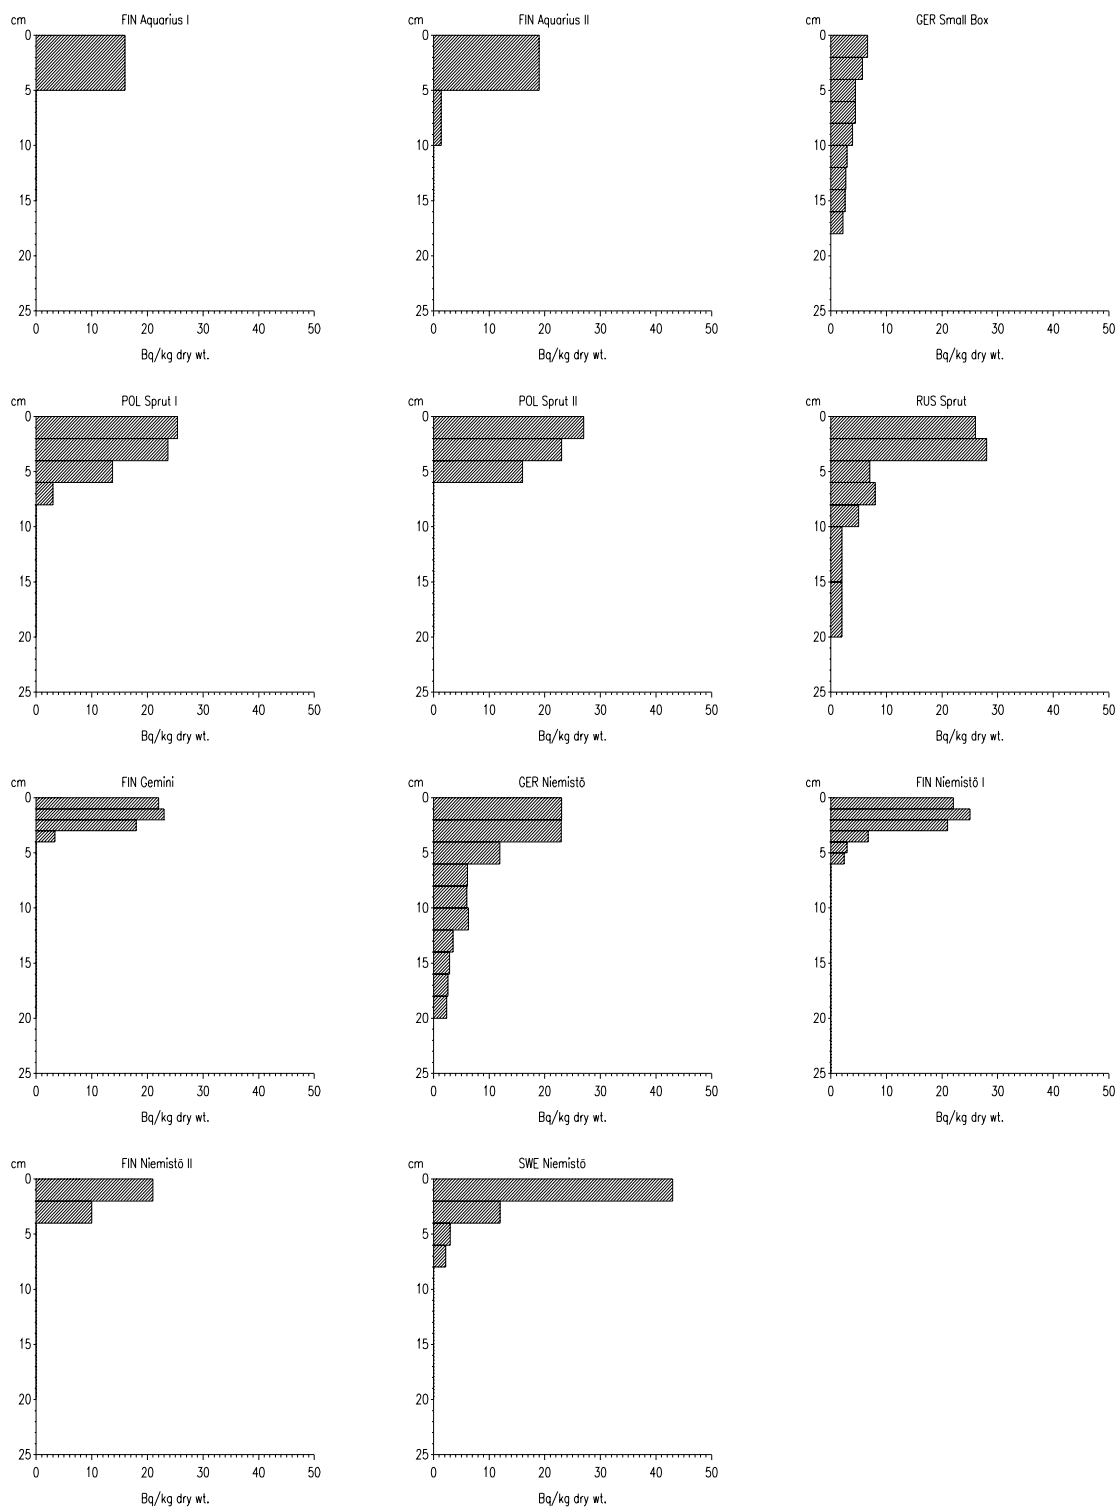 cm FIN Aquarius I
0
5
10
15
20
25
0 10 20 30 40 50
Bq/kg dry wt.
cm FIN Aquarius II
0
5
10
15
20
25
0 10 20 30 40 50
Bq/kg dry wt.
cm GER Small Box
0
5
10
15
20
25
0 10 20 30 40 50
Bq/kg dry wt.
cm POL Sprut I
0
5
10
15
20
25
0 10 20 30 40 50
Bq/kg dry wt.
cm POL Sprut II
0
5
10
15
20
25
0 10 20 30 40 50
Bq/kg dry wt.
cm RUS Sprut
0
5
10
15
20
25
0 10 20 30 40 50
Bq/kg dry wt.
cm FIN Gemini
0
5
10
15
20
25
0 10 20 30 40 50
Bq/kg dry wt.
cm GER Niemistö
0
5
10
15
20
25
0 10 20 30 40 50
Bq/kg dry wt.
cm FIN Niemistö I
0
5
10
15
20
25
0 10 20 30 40 50
Bq/kg dry wt.
cm FIN Niemistö II
0
5
10
15
20
25
0 10 20 30 40 50
Bq/kg dry wt.
cm SWE Niemistö
0
5
10
15
20
25
0 10 20 30 40 50
Bq/kg dry wt.